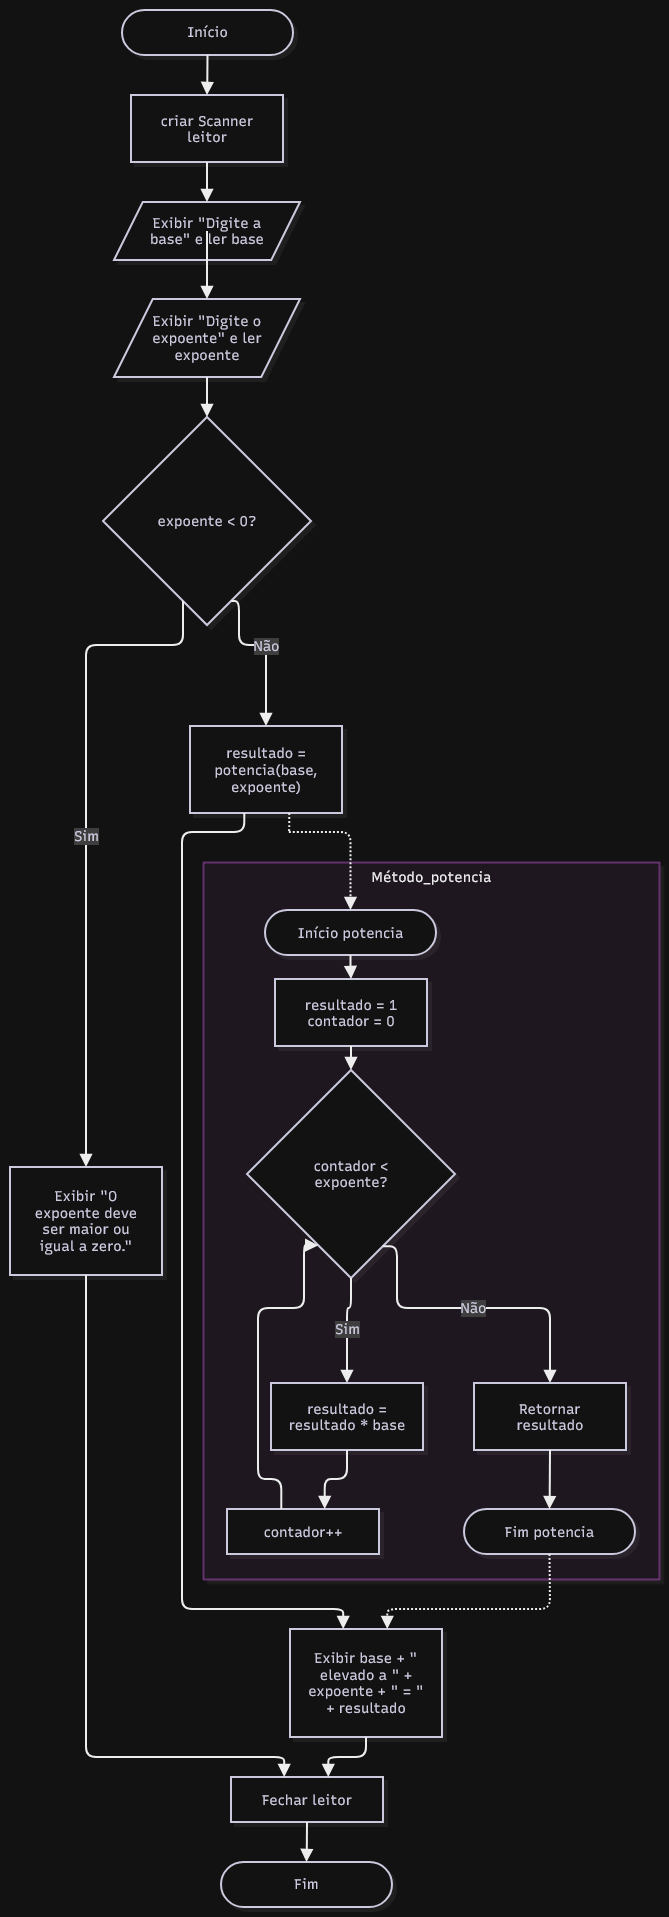 Início
criar Scanner
leitor
Exibir "Digite a
base" e ler base
Exibir "Digite o
expoente" e ler
expoente
expoente < 0?
Não
resultado =
potencia(base,
expoente)
Sim
Método_potencia
Início potencia
resultado = 1
contador = 0
contador <
expoente?
Exibir "O
expoente deve
ser maior ou
igual a zero."
Não
Sim
resultado =
resultado * base
Retornar
resultado
contador++
Fim potencia
Exibir base + "
elevado a " +
expoente + " = "
+ resultado
Fechar leitor
Fim